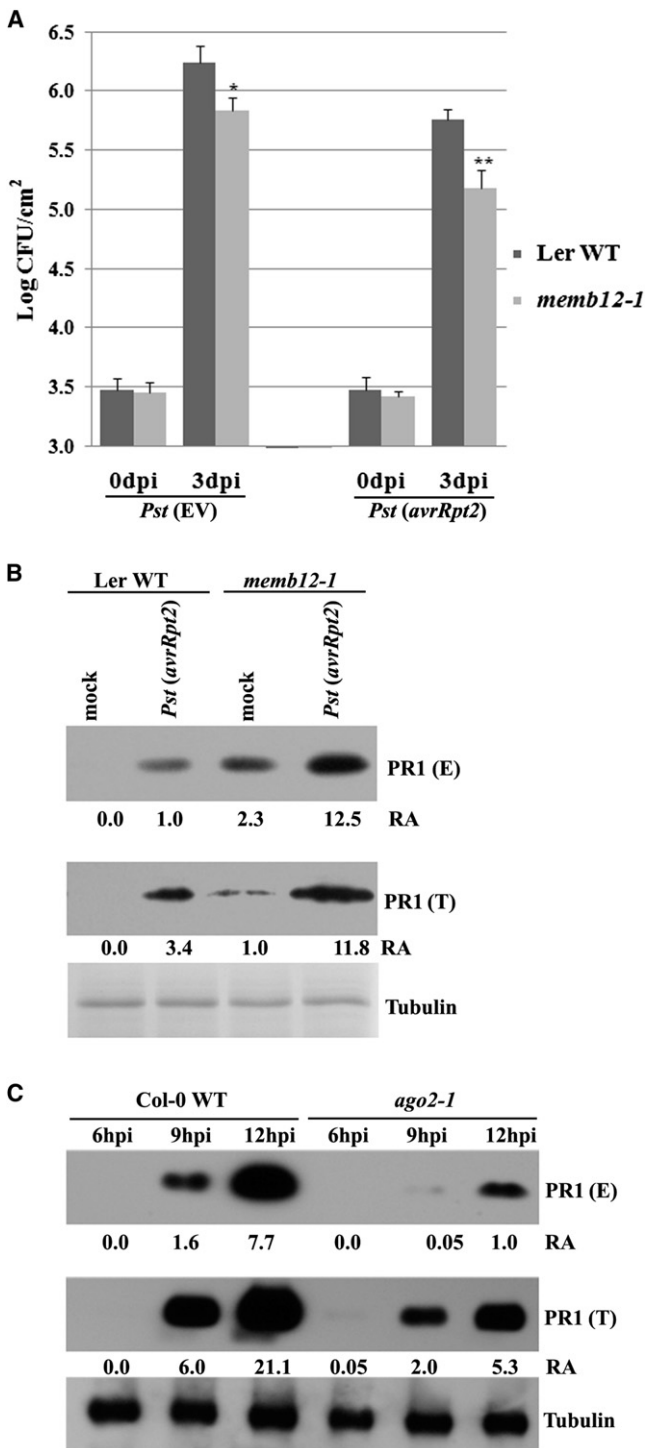 A
6.5
6.0
5.5
5.0
4.5
4.0
3.5
3.0
Log CFU/cm²
*
**
Ler WT
memb12-1
0dpi 3dpi 0dpi 3dpi
Pst (EV) Pst (avrRpt2)
B
Ler WT memb12-1
mock Pst (avrRpt2) mock Pst (avrRpt2)
PR1 (E)
0.0 1.0 2.3 12.5 RA
PR1 (T)
0.0 3.4 1.0 11.8 RA
Tubulin
C
Col-0 WT ago2-1
6hpi 9hpi 12hpi 6hpi 9hpi 12hpi
PR1 (E)
0.0 1.6 7.7 0.0 0.05 1.0 RA
PR1 (T)
0.0 6.0 21.1 0.05 2.0 5.3 RA
Tubulin